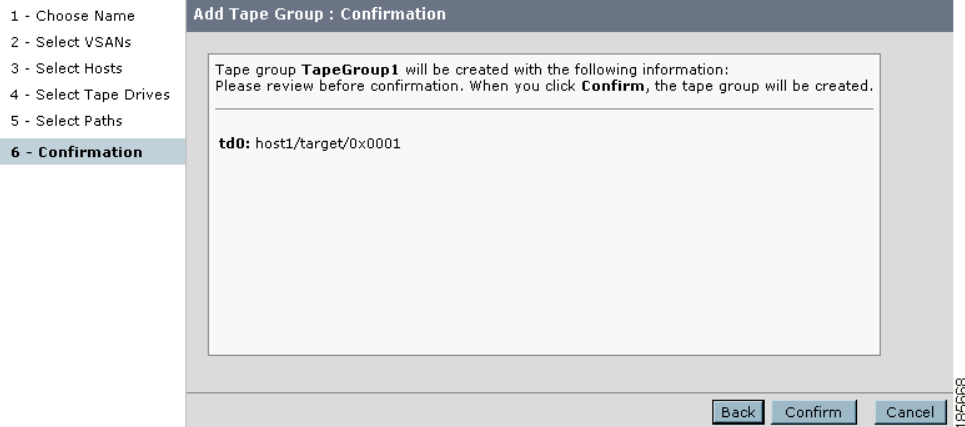 1 - Choose Name
2 - Select VSANs
3 - Select Hosts
4 - Select Tape Drives
5 - Select Paths
6 - Confirmation
Add Tape Group : Confirmation
Tape group TapeGroup1 will be created with the following information:
Please review before confirmation. When you click Confirm, the tape group will be created.
td0: host1/target/0x0001
Back
Confirm
Cancel
185668